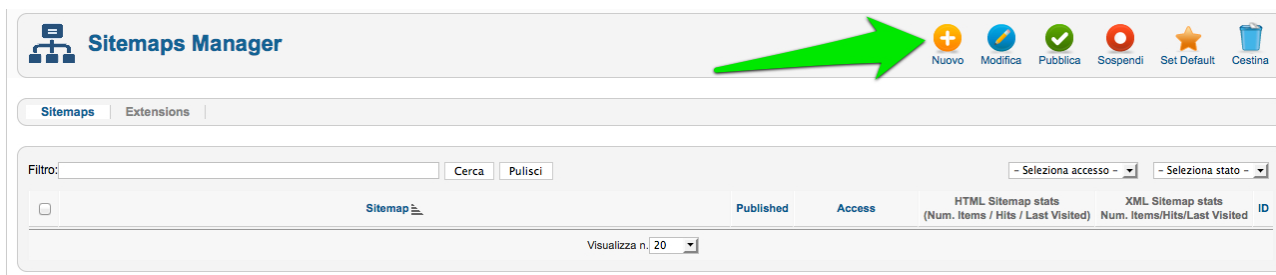 Sitemaps Manager
Nuovo Modifica Pubblica Sospendi Set Default Cestina
Sitemaps Extensions
Filtro: Cerca Pulisci – Seleziona accesso – – Seleziona stato –
Sitemap Published Access HTML Sitemap stats XML Sitemap stats ID
(Num. Items / Hits / Last Visited) Num. Items/Hits/Last Visited
Visualizza n. 20